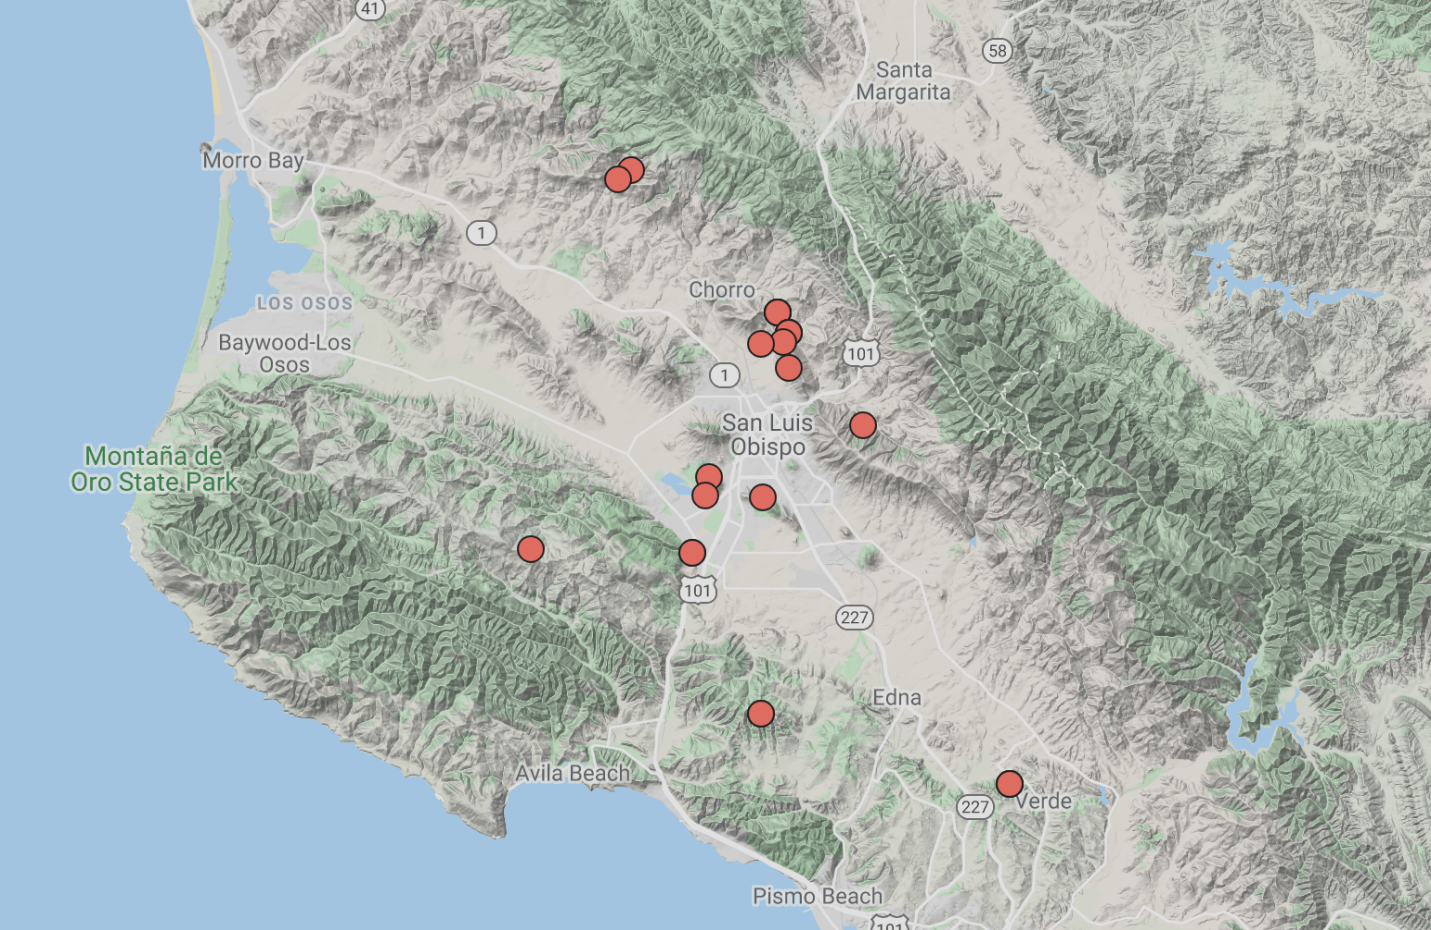 41
58
Santa
Margarita
Morro Bay
1
Chorro
LOS OSOS
Baywood-Los
Osos
101
1
San Luis
Obispo
Montaña de
Oro State Park
101
227
Edna
Avila Beach
227
Verde
Pismo Beach
101